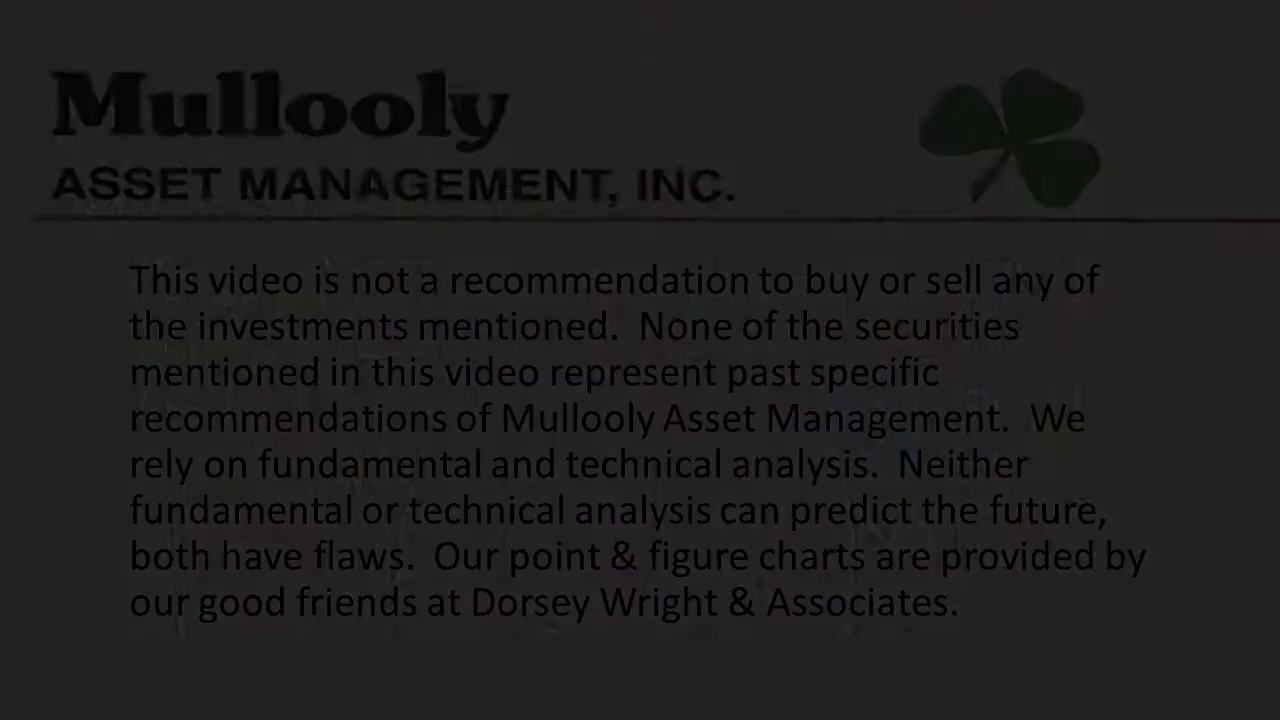 Mullooly
ASSET MANAGEMENT, INC.
This video is not a recommendation to buy or sell any of
the investments mentioned.  None of the securities
mentioned in this video represent past specific
recommendations of Mullooly Asset Management.  We
rely on fundamental and technical analysis.  Neither
fundamental or technical analysis can predict the future,
both have flaws.  Our point & figure charts are provided by
our good friends at Dorsey Wright & Associates.